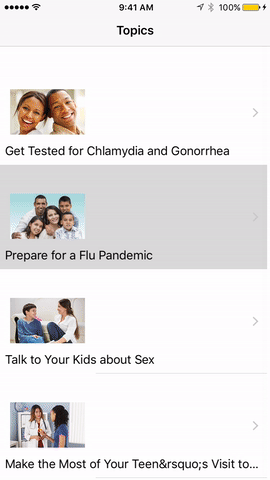 9:41 AM
100%
Topics
Get Tested for Chlamydia and Gonorrhea
Prepare for a Flu Pandemic
Talk to Your Kids about Sex
Make the Most of Your Teen&rsquo;s Visit to...